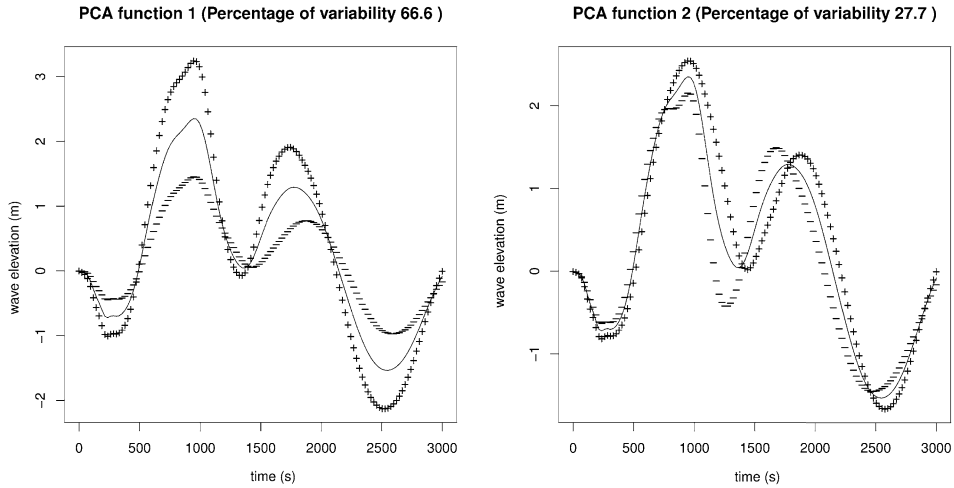 PCA function 1 (Percentage of variability 66.6 )
wave elevation (m)
3
2
1
0
−1
−2
0 500 1000 1500 2000 2500 3000
time (s)
PCA function 2 (Percentage of variability 27.7 )
wave elevation (m)
2
1
0
−1
0 500 1000 1500 2000 2500 3000
time (s)